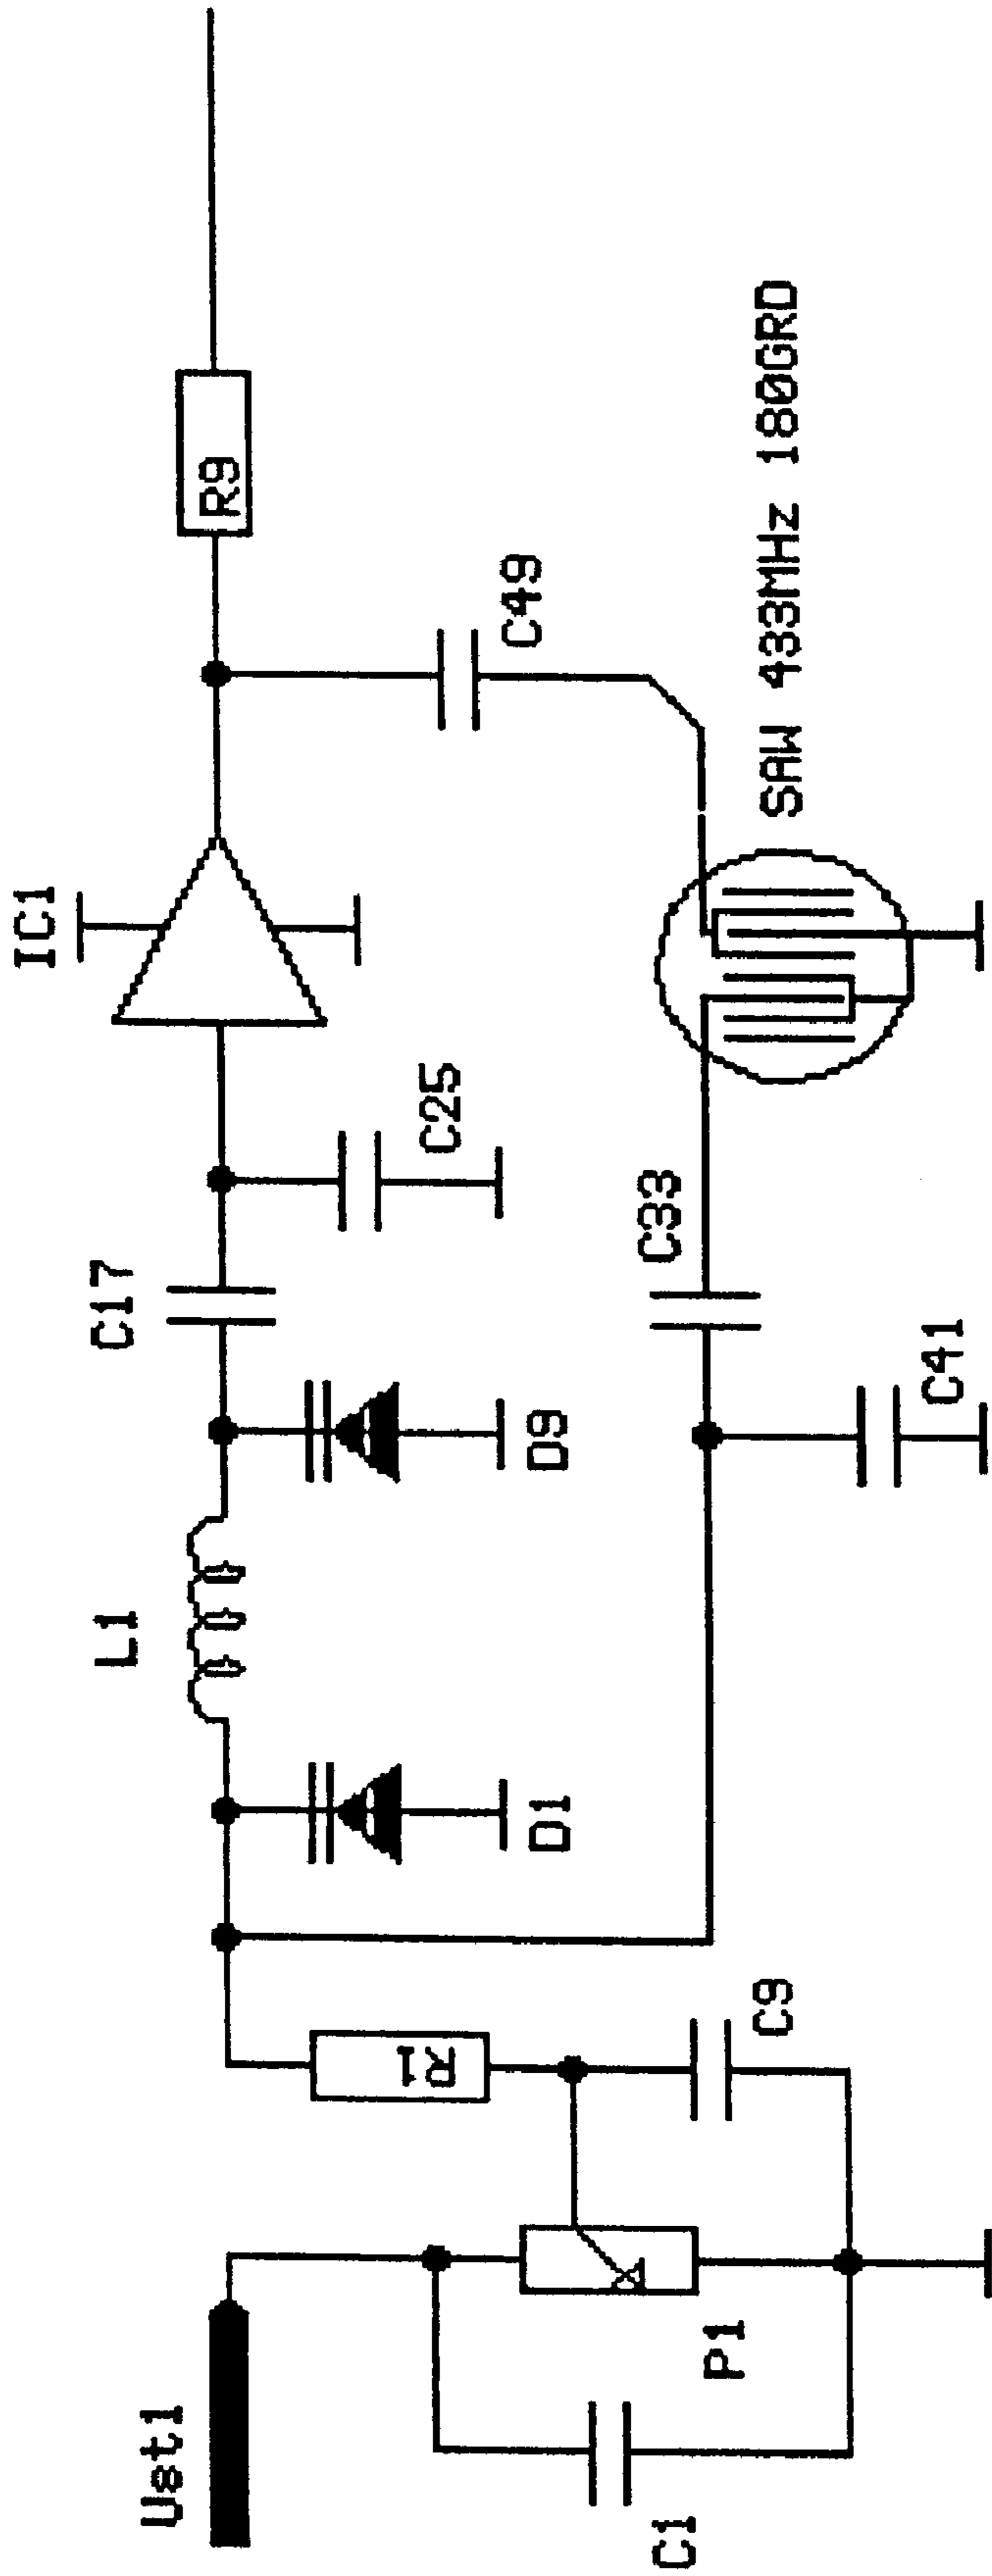 Ust1
C1
P1
R1
C9
D1
L1
D9
C17
C25
IC1
R9
C33
C41
C49
SAW 433MHz 180GRD